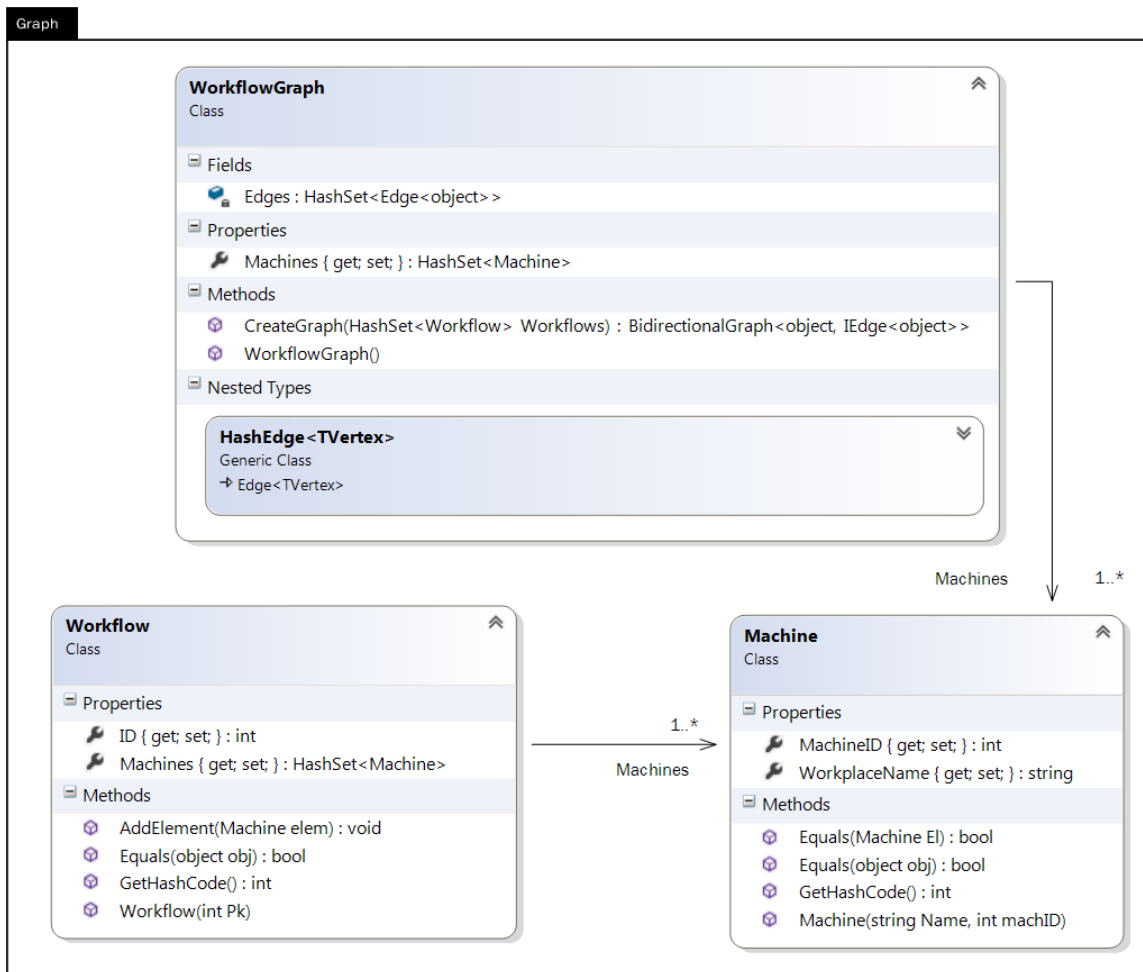 Graph
WorkflowGraph
Class
Fields
Edges : HashSet<Edge<object>>
Properties
Machines { get; set; } : HashSet<Machine>
Methods
CreateGraph(HashSet<Workflow> Workflows) : BidirectionalGraph<object, IEdge<object>>
WorkflowGraph()
Nested Types
HashEdge<TVertex>
Generic Class
Edge<TVertex>
Machines 1..*
Workflow
Class
Properties
ID { get; set; } : int
Machines { get; set; } : HashSet<Machine>
Methods
AddElement(Machine elem) : void
Equals(object obj) : bool
GetHashCode() : int
Workflow(int Pk)
1..*
Machines
Machine
Class
Properties
MachineID { get; set; } : int
WorkplaceName { get; set; } : string
Methods
Equals(Machine El) : bool
Equals(object obj) : bool
GetHashCode() : int
Machine(string Name, int machID)